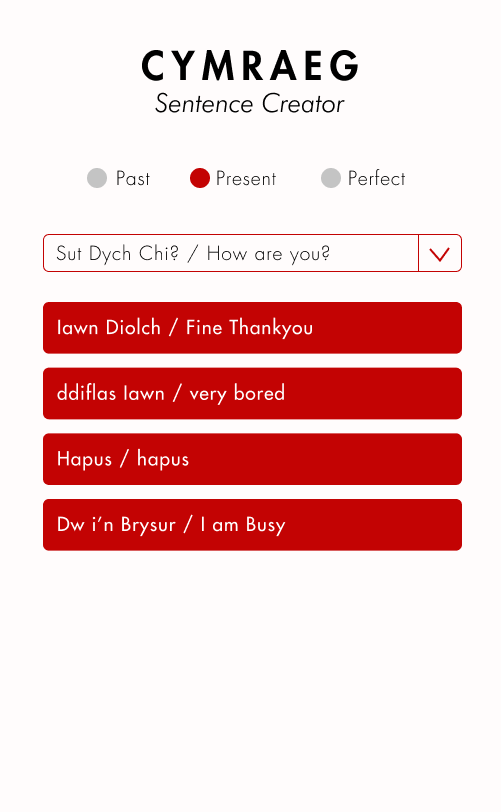 CYMRAEG
Sentence Creator
Past Present Perfect
Sut Dych Chi? / How are you?
Iawn Diolch / Fine Thankyou
ddiflas Iawn / very bored
Hapus / hapus
Dw i’n Brysur / I am Busy